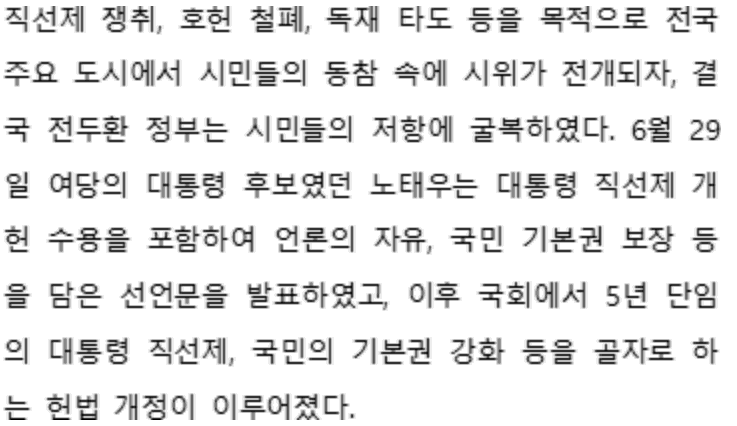 직선제 쟁취, 호헌 철폐, 독재 타도 등을 목적으로 전국
주요 도시에서 시민들의 동참 속에 시위가 전개되자, 결
국 전두환 정부는 시민들의 저항에 굴복하였다. 6월 29
일 여당의 대통령 후보였던 노태우는 대통령 직선제 개
헌 수용을 포함하여 언론의 자유, 국민 기본권 보장 등
을 담은 선언문을 발표하였고, 이후 국회에서 5년 단임
의 대통령 직선제, 국민의 기본권 강화 등을 골자로 하
는 헌법 개정이 이루어졌다.